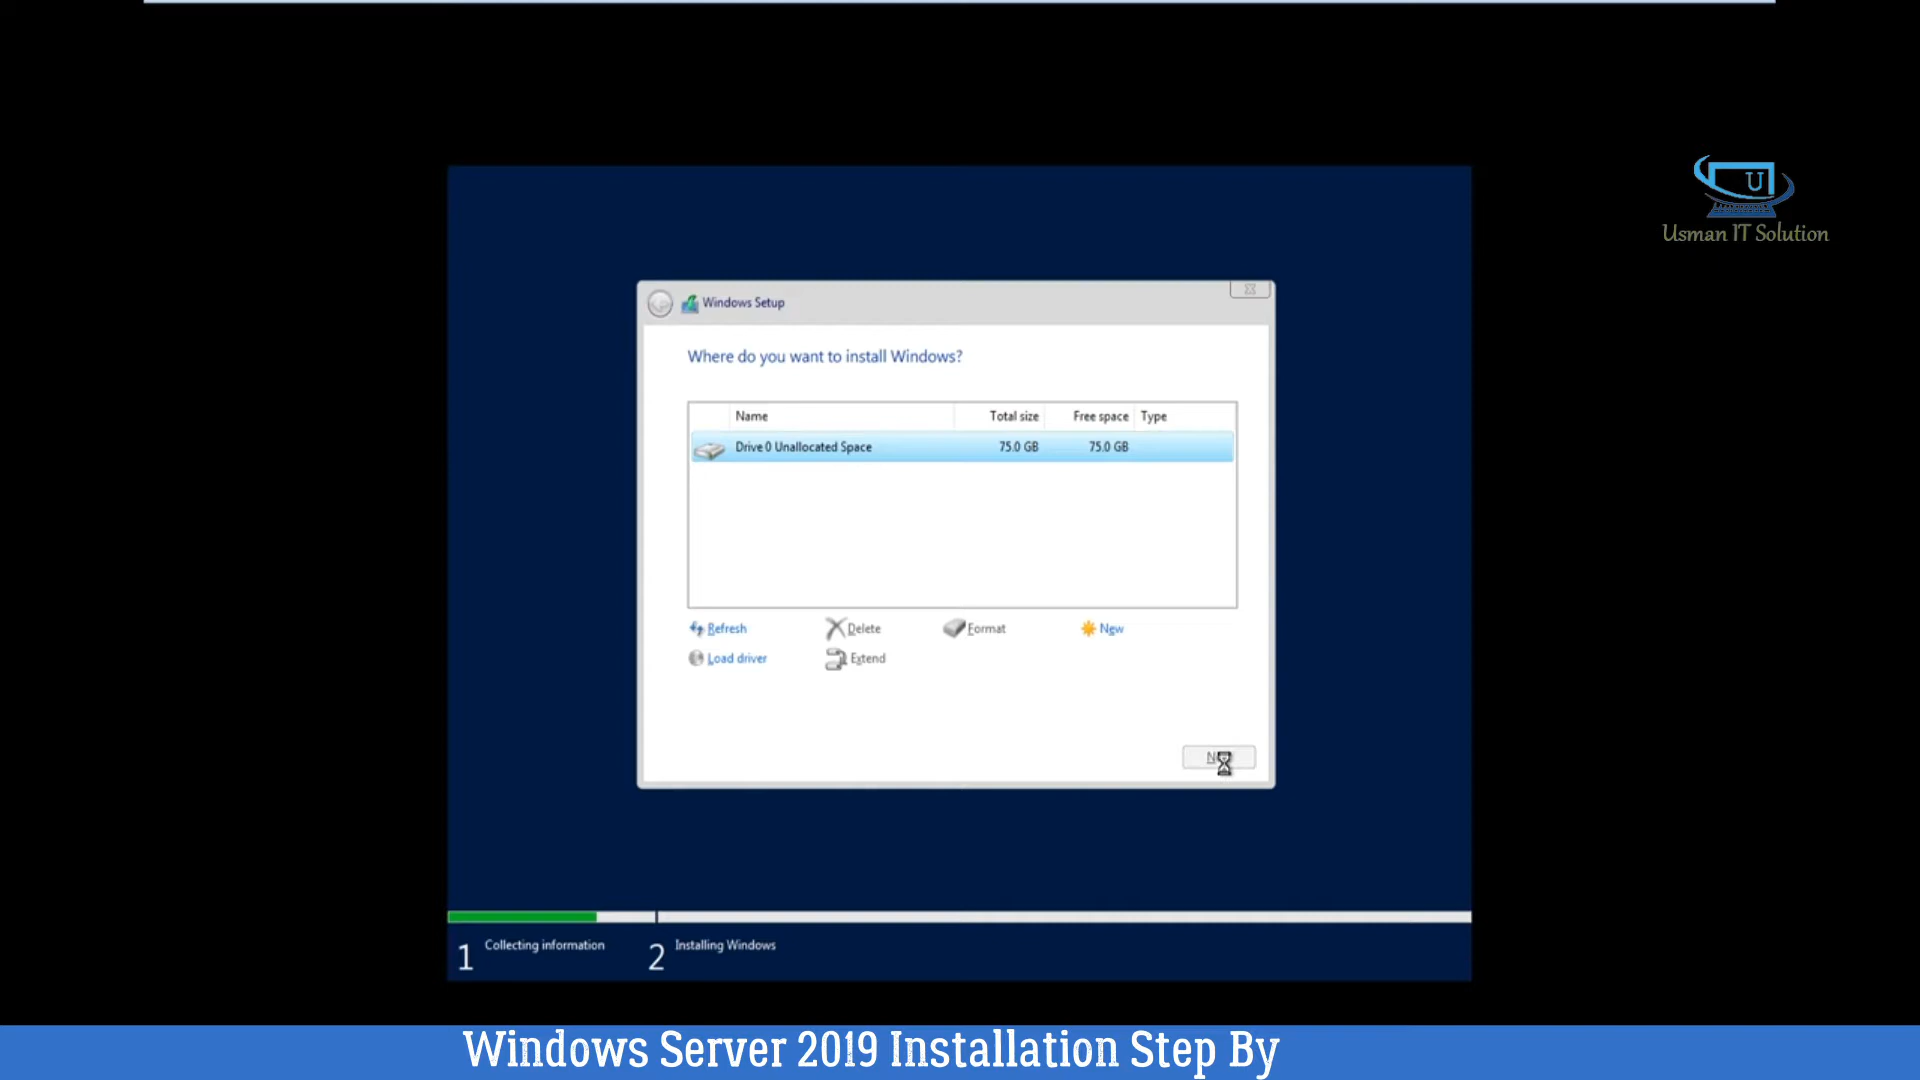 U
Usman IT Solution
Windows Setup
Where do you want to install Windows?
Name Total size Free space Type
Drive 0 Unallocated Space 75.0 GB 75.0 GB
Refresh Delete Format New
Load driver Extend
1 Collecting information 2 Installing Windows
Windows Server 2019 Installation Step By